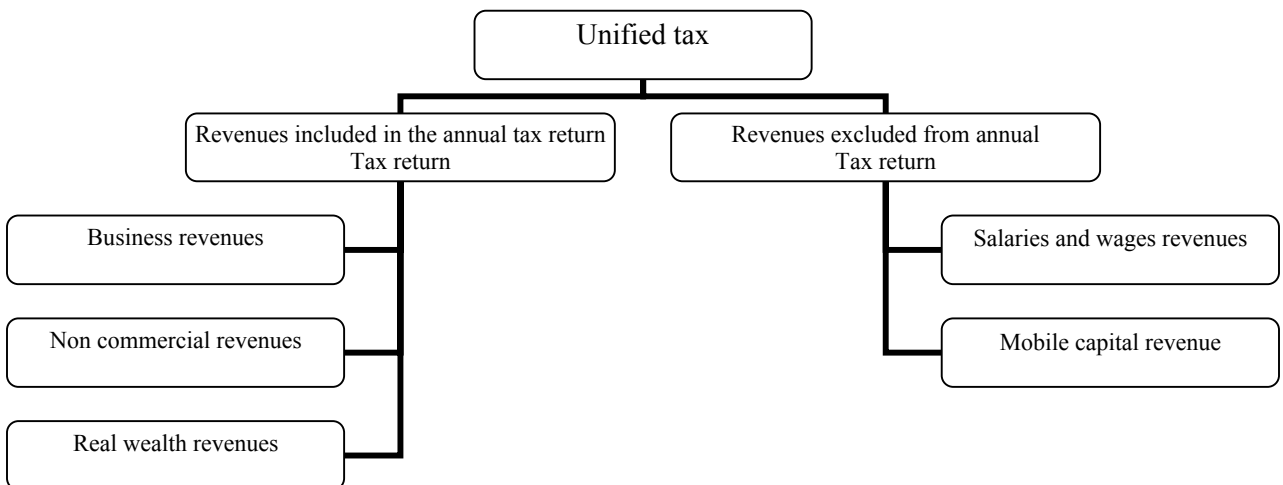 Unified tax
Revenues included in the annual tax return
Tax return
Revenues excluded from annual
Tax return
Business revenues
Salaries and wages revenues
Non commercial revenues
Mobile capital revenue
Real wealth revenues